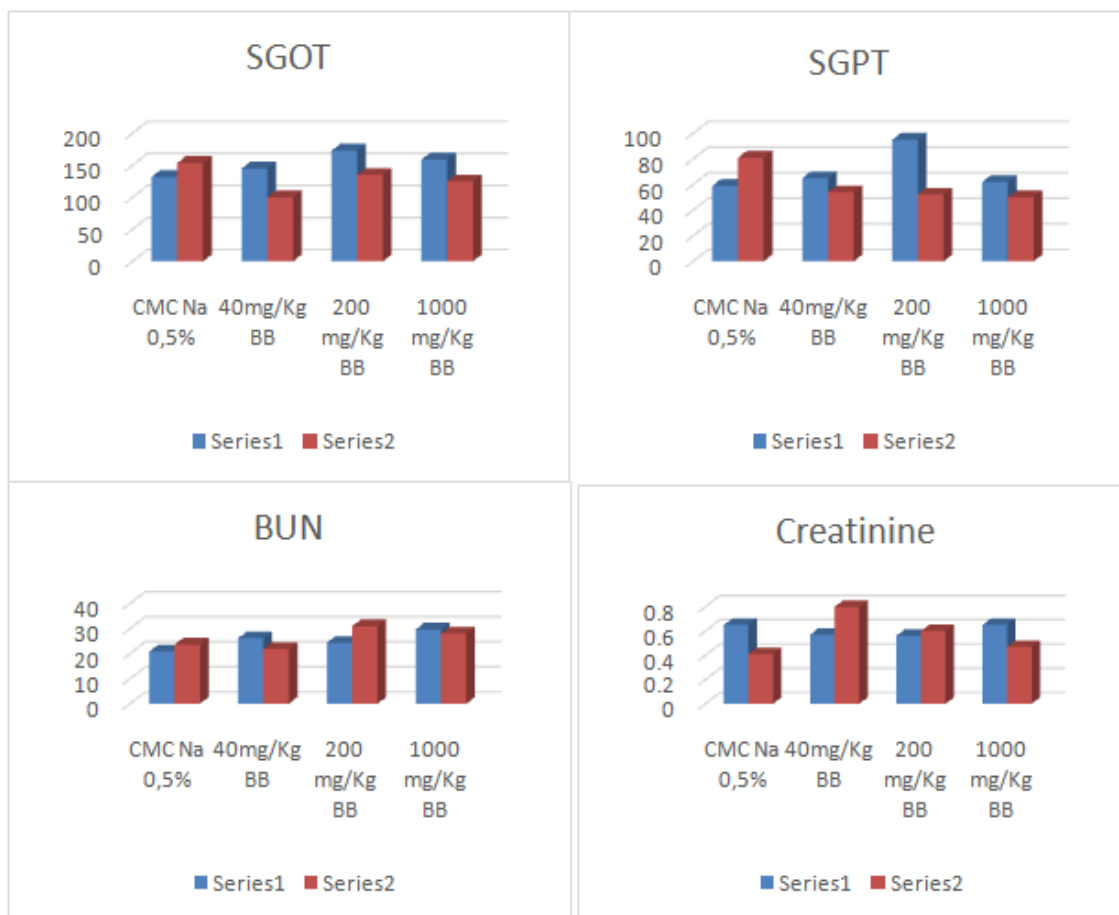 SGOT
200
150
100
50
0
CMC Na 40mg/Kg 200 1000
0,5% BB mg/Kg mg/Kg
BB BB
Series1 Series2
SGPT
100
80
60
40
20
0
CMC Na 40mg/Kg 200 1000
0,5% BB mg/Kg mg/Kg
BB BB
Series1 Series2
BUN
40
30
20
10
0
CMC Na 40mg/Kg 200 1000
0,5% BB mg/Kg mg/Kg
BB BB
Series1 Series2
Creatinine
0.8
0.6
0.4
0.2
0
CMC Na 40mg/Kg 200 1000
0,5% BB mg/Kg mg/Kg
BB BB
Series1 Series2